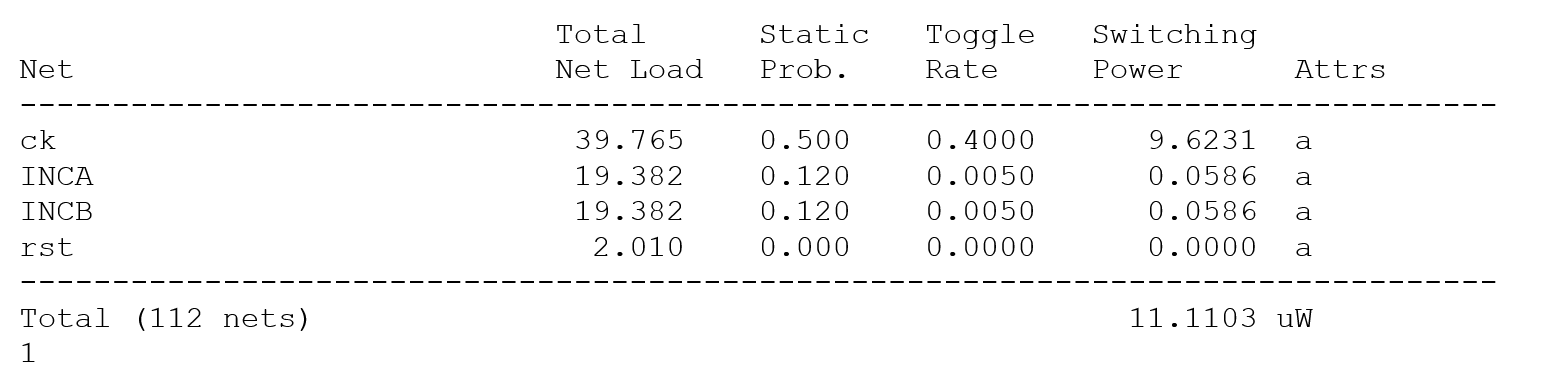 Total      Static   Toggle   Switching
Net                          Net Load   Prob.    Rate     Power      Attrs
--------------------------------------------------------------------------------
ck                            39.765    0.500    0.4000      9.6231  a
INCA                          19.382    0.120    0.0050      0.0586  a
INCB                          19.382    0.120    0.0050      0.0586  a
rst                            2.010    0.000    0.0000      0.0000  a
--------------------------------------------------------------------------------
Total (112 nets)                                            11.1103 uW
1